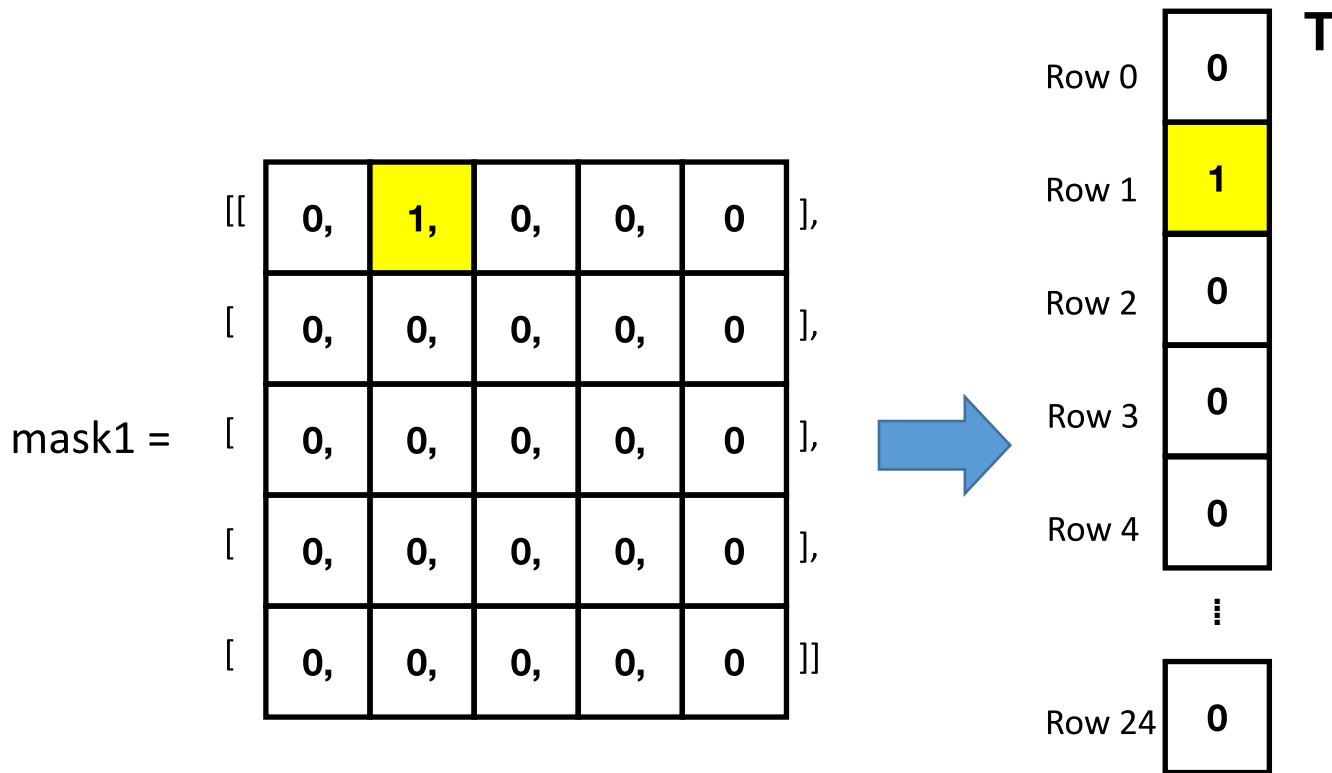 mask1 =
[[ 0, 1, 0, 0, 0 ],
[ 0, 0, 0, 0, 0 ],
[ 0, 0, 0, 0, 0 ],
[ 0, 0, 0, 0, 0 ],
[ 0, 0, 0, 0, 0 ]]
T
Row 0 0
Row 1 1
Row 2 0
Row 3 0
Row 4 0
⁞
Row 24 0